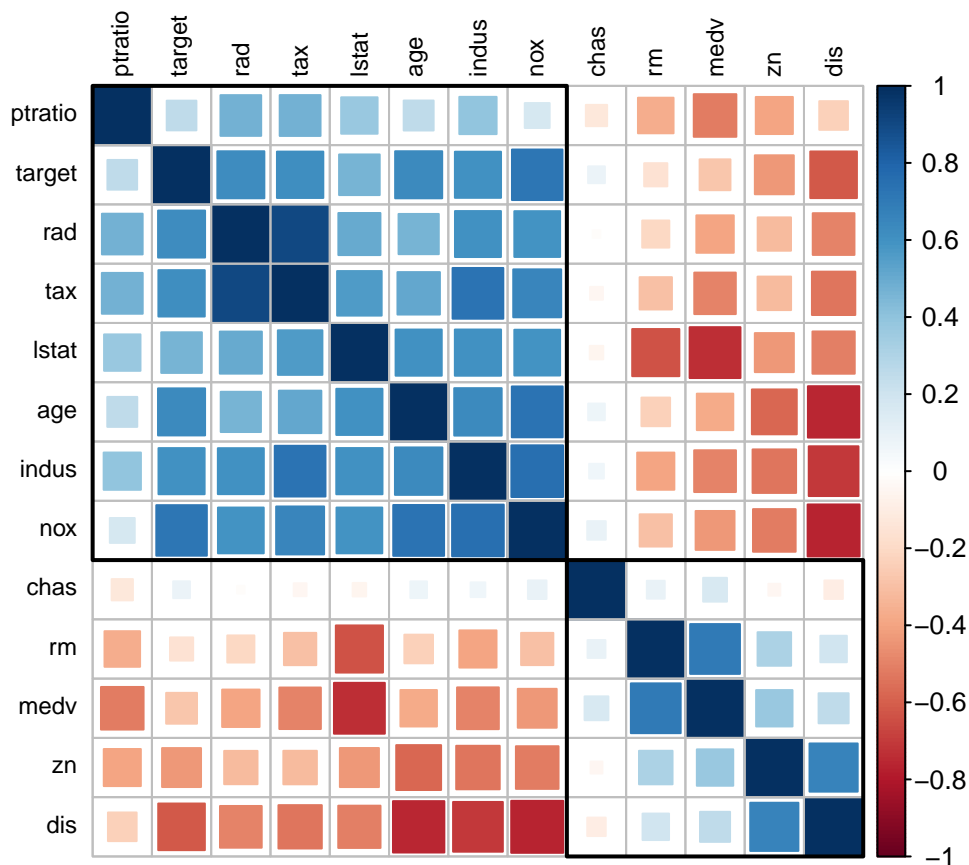 ptratio
target
rad
tax
lstat
age
indus
nox
chas
rm
medv
zn
dis
ptratio
target
rad
tax
lstat
age
indus
nox
chas
rm
medv
zn
dis
1
0.8
0.6
0.4
0.2
0
−0.2
−0.4
−0.6
−0.8
−1